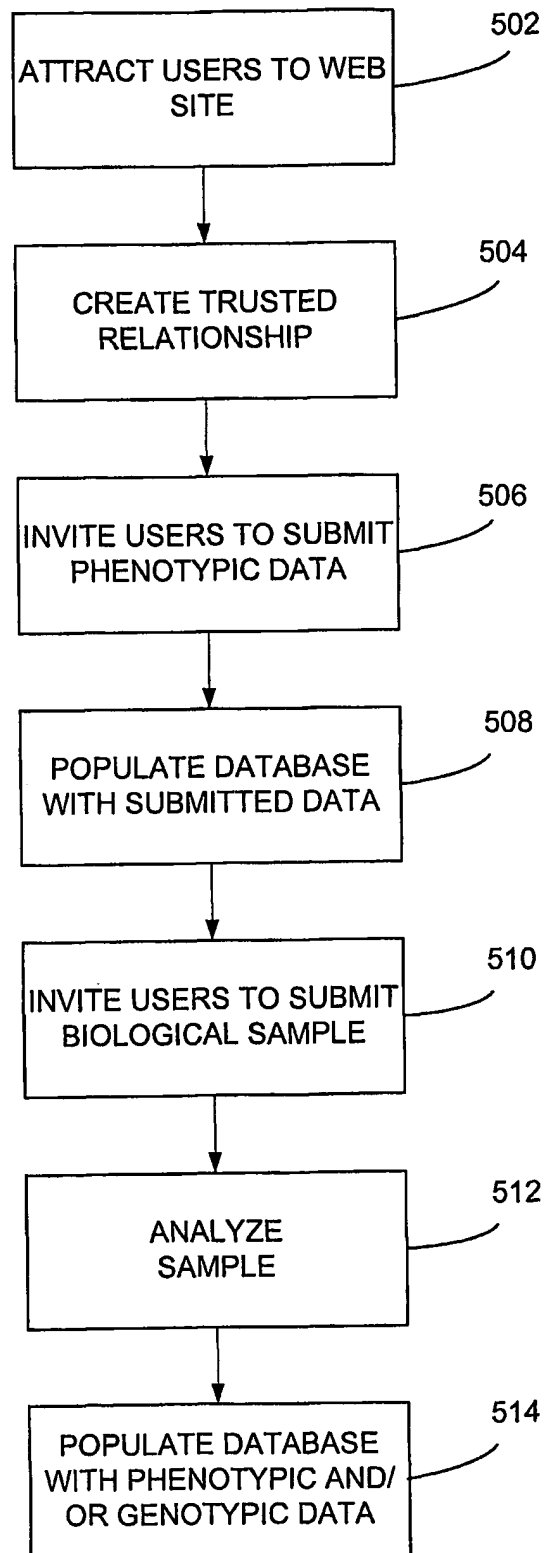 502
ATTRACT USERS TO WEB
SITE
504
CREATE TRUSTED
RELATIONSHIP
506
INVITE USERS TO SUBMIT
PHENOTYPIC DATA
508
POPULATE DATABASE
WITH SUBMITTED DATA
510
INVITE USERS TO SUBMIT
BIOLOGICAL SAMPLE
512
ANALYZE
SAMPLE
514
POPULATE DATABASE
WITH PHENOTYPIC AND/
OR GENOTYPIC DATA